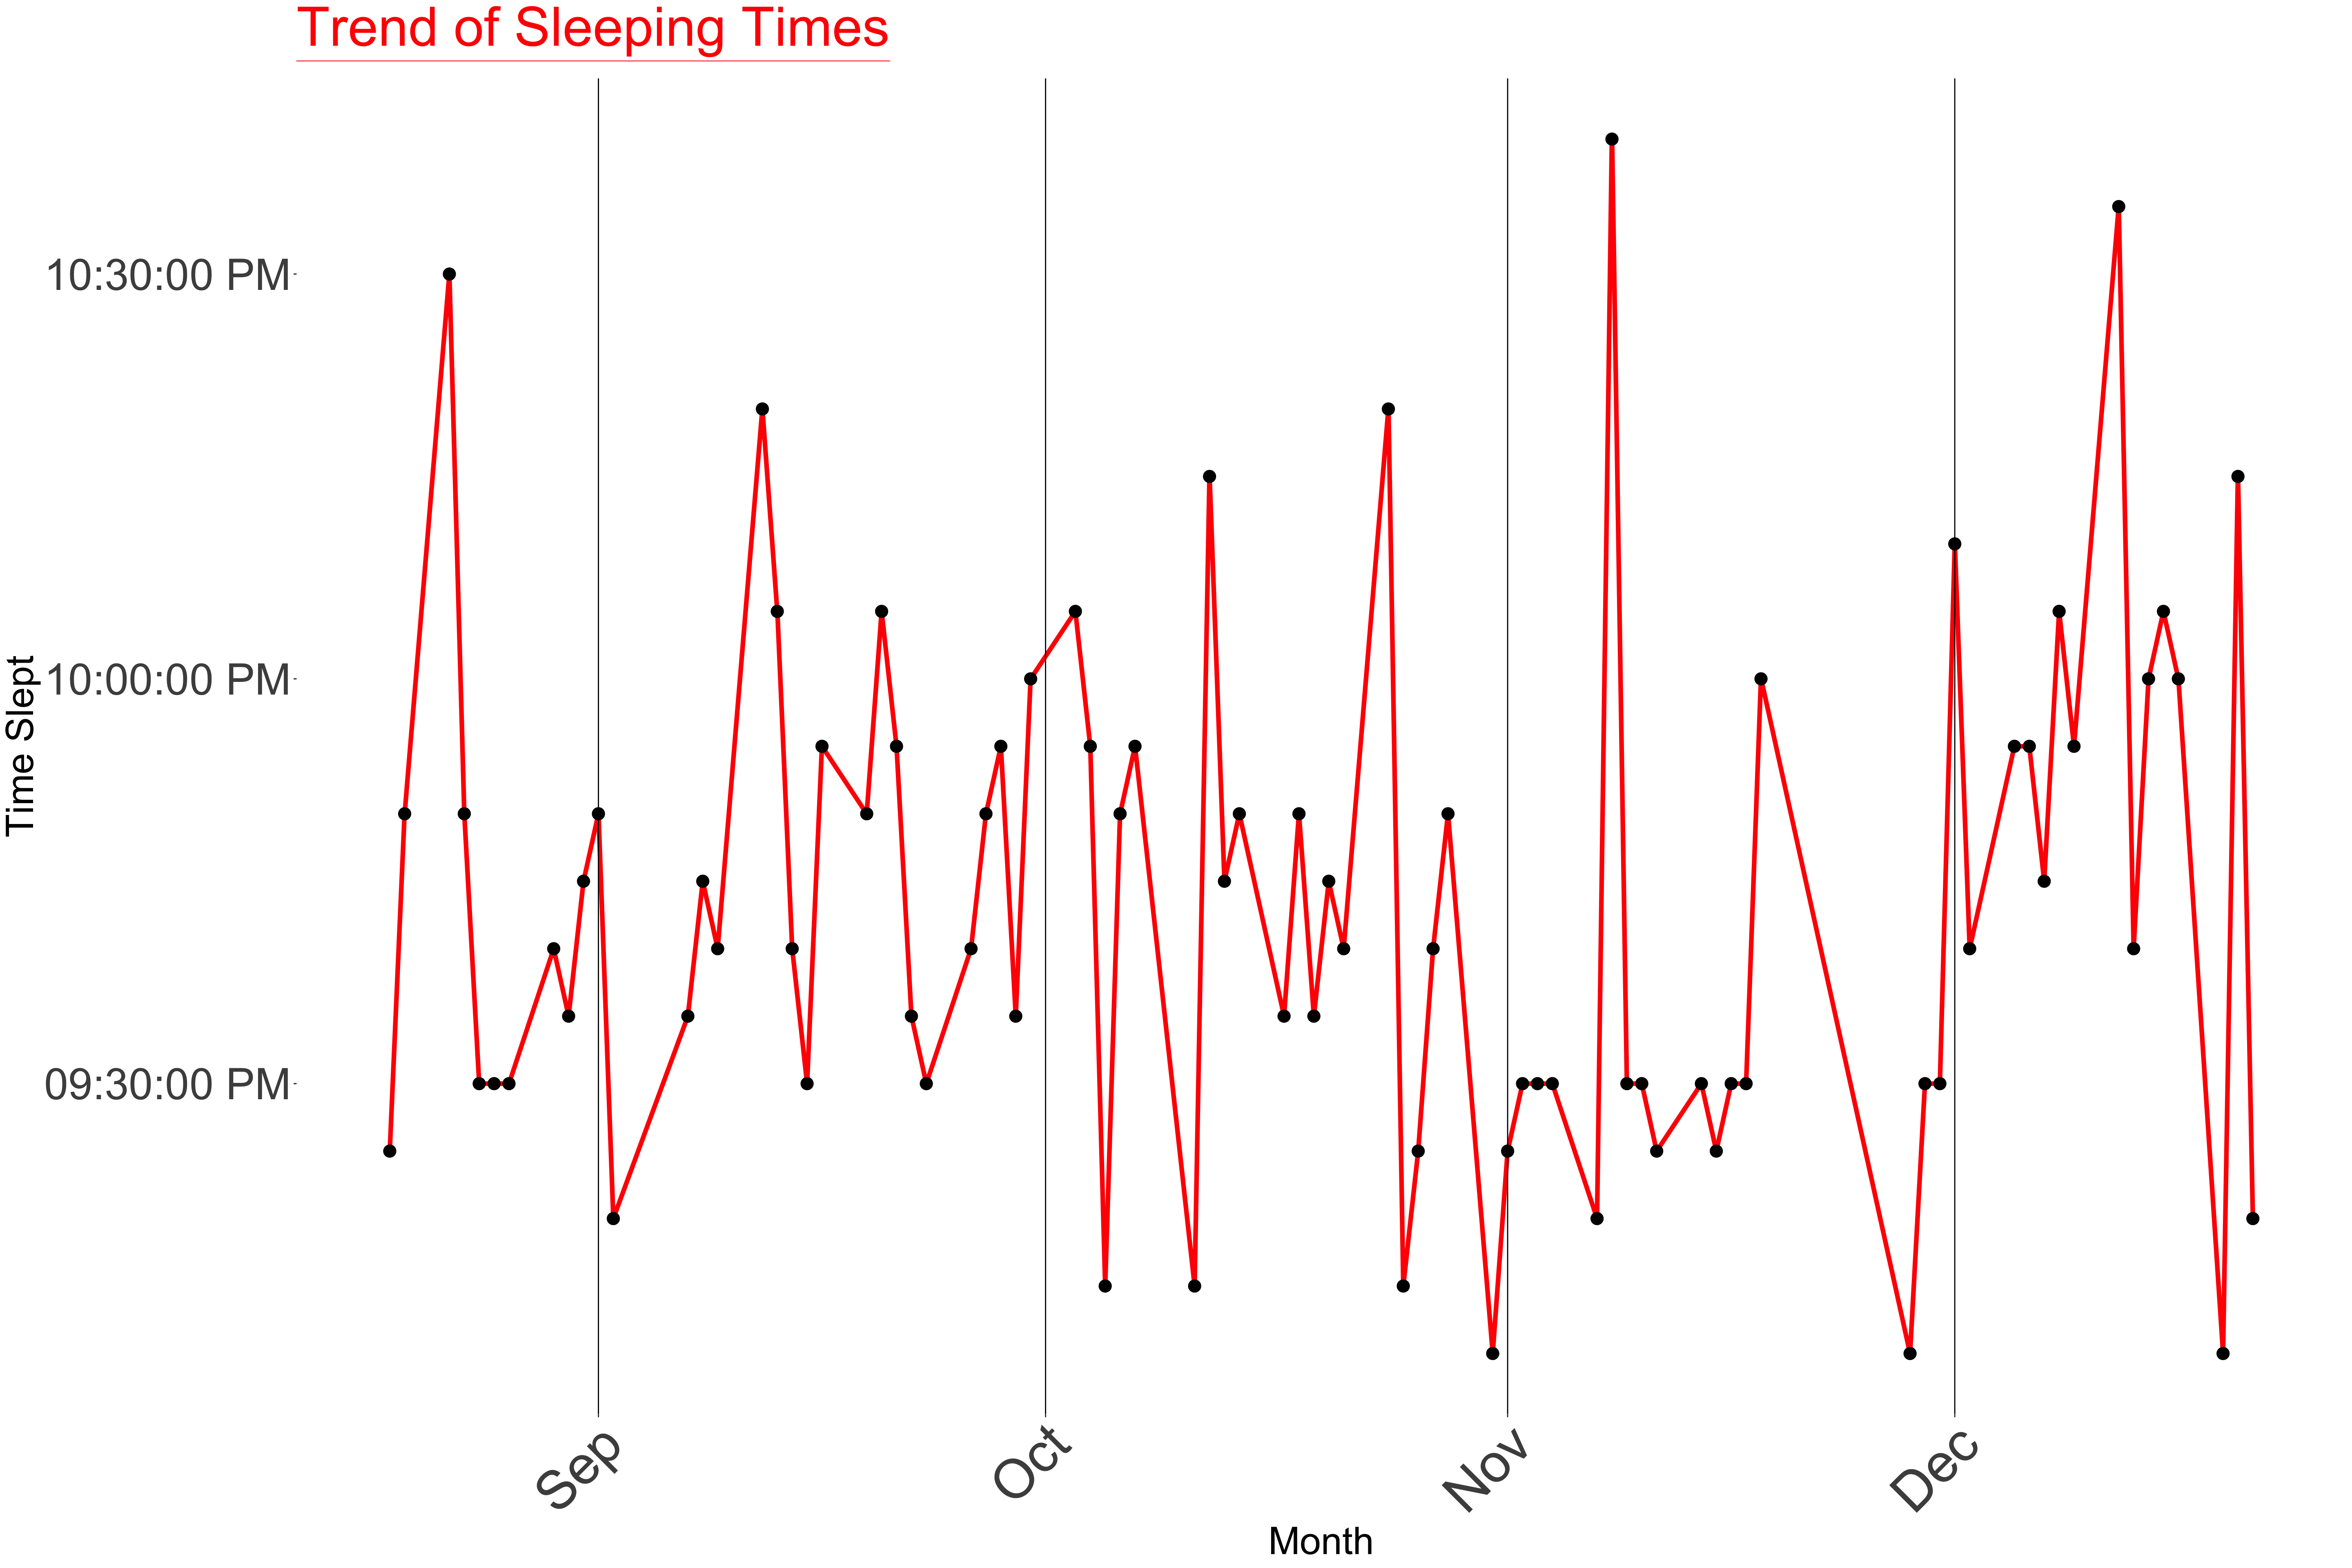 Trend of Sleeping Times
10:30:00 PM
10:00:00 PM
09:30:00 PM
Time Slept
Sep
Oct
Nov
Dec
Month